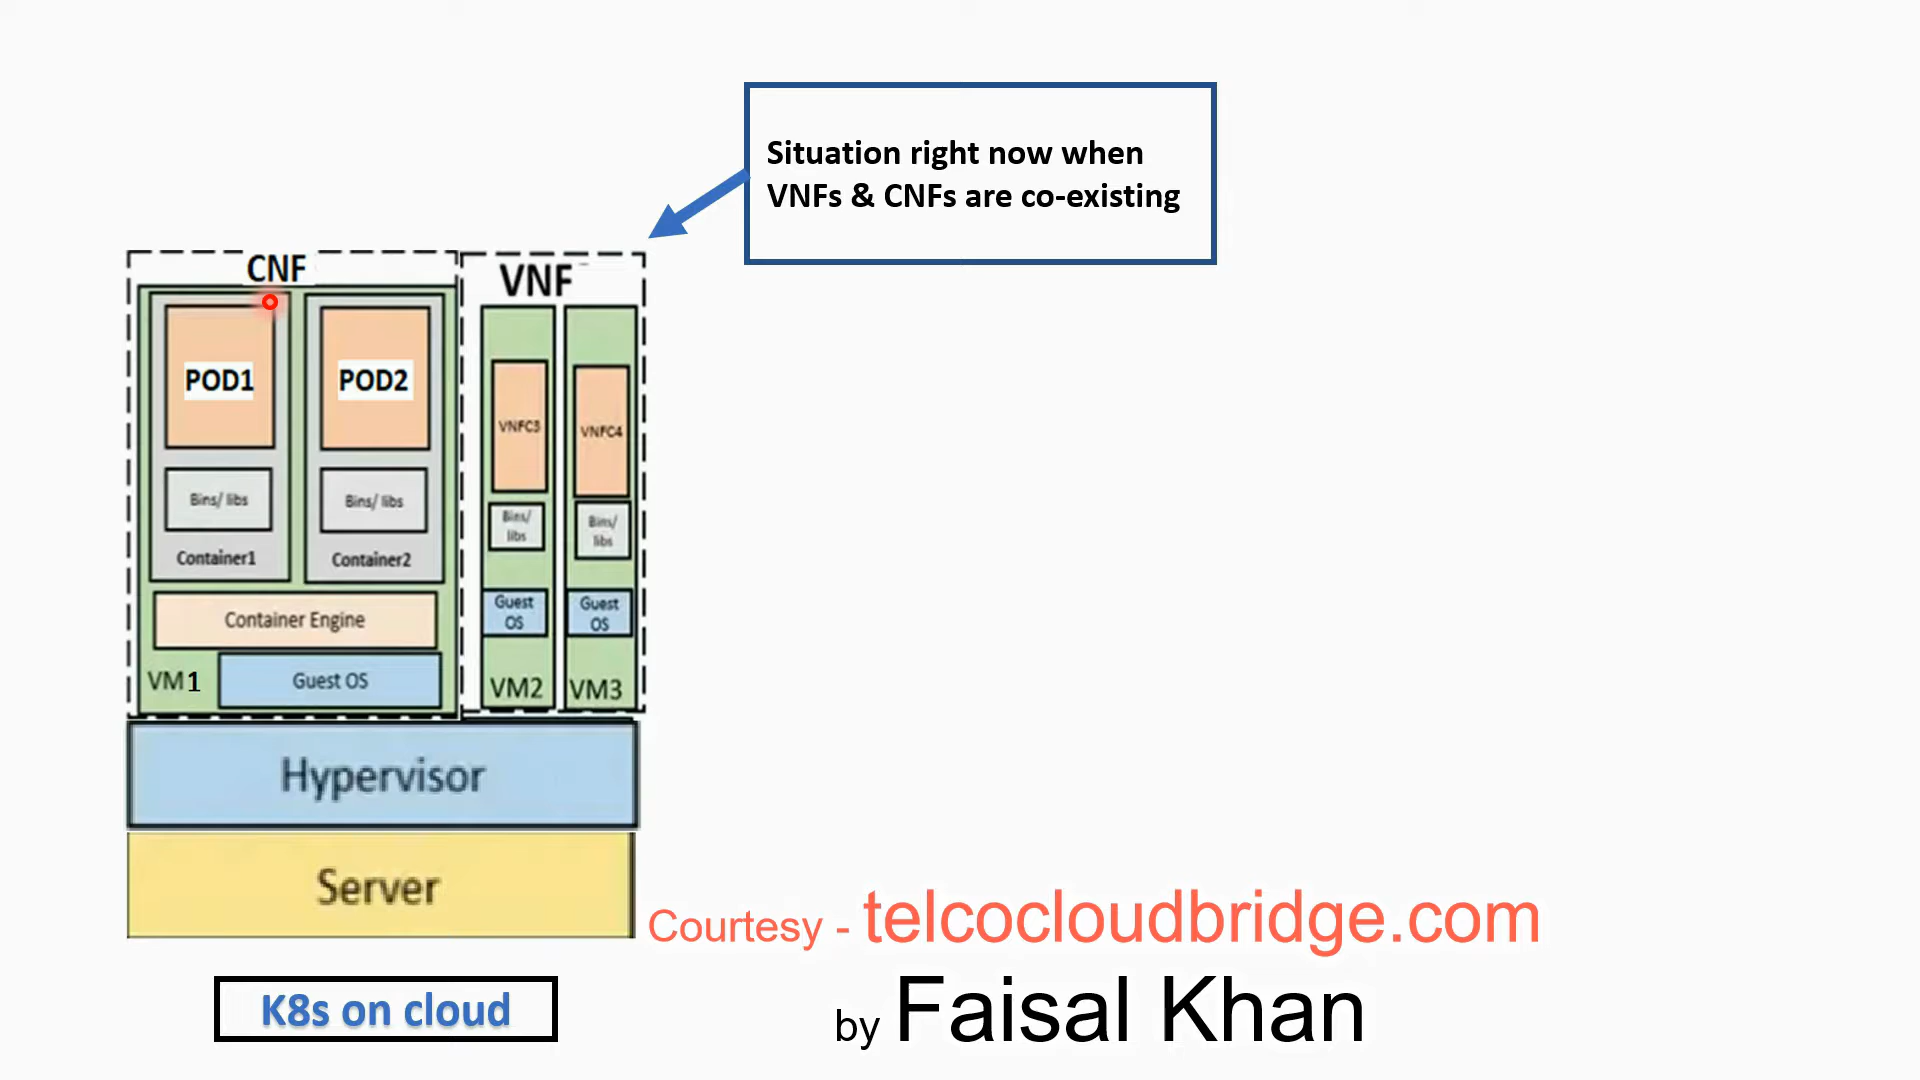 Situation right now when
VNFs & CNFs are co-existing
CNF
VNF
POD1
POD2
VNFC3
VNFC4
Bins/ libs
Bins/ libs
Bins/
libs
Bins/
libs
Container1
Container2
Container Engine
Guest
OS
Guest
OS
VM1
Guest OS
VM2
VM3
Hypervisor
Server
Courtesy - telcocloudbridge.com
K8s on cloud
by Faisal Khan